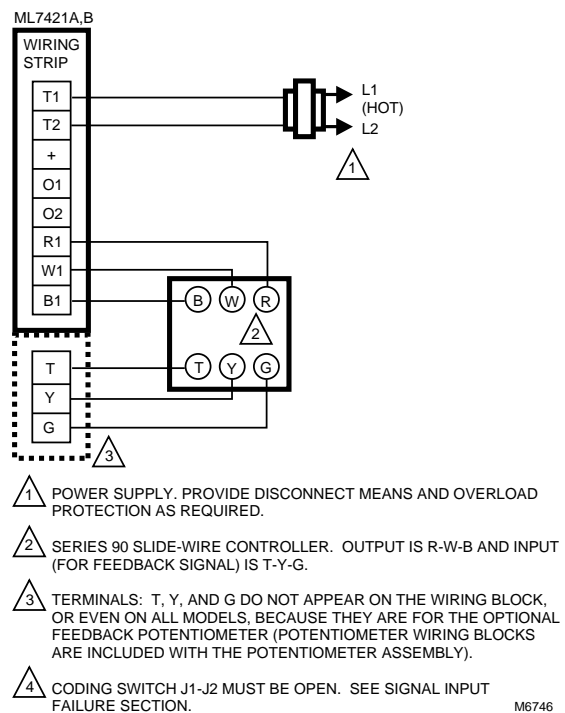 ML7421A,B
WIRING
STRIP
T1
T2
+
O1
O2
R1
W1
B1
L1
(HOT)
L2
1
B W R
2
T Y G
T
Y
G
3
1 POWER SUPPLY. PROVIDE DISCONNECT MEANS AND OVERLOAD
PROTECTION AS REQUIRED.
2 SERIES 90 SLIDE-WIRE CONTROLLER. OUTPUT IS R-W-B AND INPUT
(FOR FEEDBACK SIGNAL) IS T-Y-G.
3 TERMINALS: T, Y, AND G DO NOT APPEAR ON THE WIRING BLOCK,
OR EVEN ON ALL MODELS, BECAUSE THEY ARE FOR THE OPTIONAL
FEEDBACK POTENTIOMETER (POTENTIOMETER WIRING BLOCKS
ARE INCLUDED WITH THE POTENTIOMETER ASSEMBLY).
4 CODING SWITCH J1-J2 MUST BE OPEN. SEE SIGNAL INPUT
FAILURE SECTION.
M6746